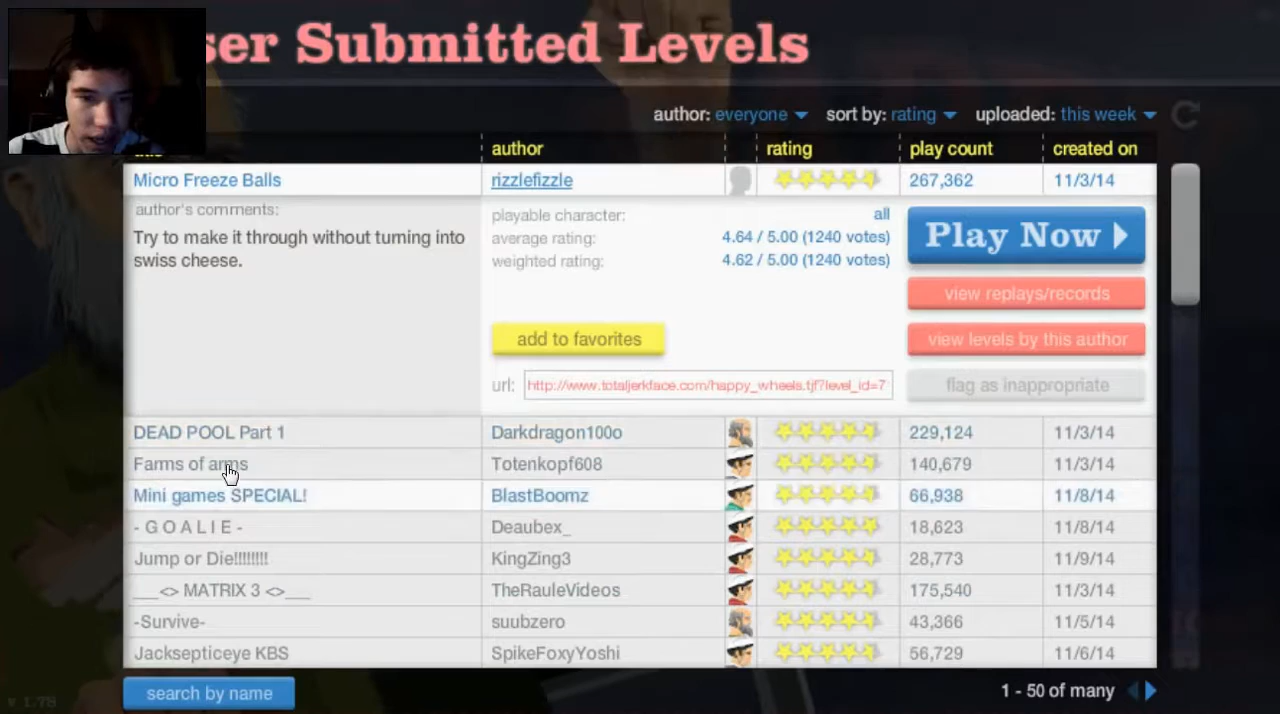 ser Submitted Levels
author: everyone sort by: rating uploaded: this week
author rating play count created on
Micro Freeze Balls rizzlefizzle 267,362 11/3/14
author's comments:
Try to make it through without turning into
swiss cheese.
playable character: all
average rating: 4.64 / 5.00 (1240 votes)
weighted rating: 4.62 / 5.00 (1240 votes)
Play Now
view replays/records
add to favorites
view levels by this author
url: http://www.totaljerkface.com/happy_wheels.tjf?level_id=7
flag as inappropriate
DEAD POOL Part 1 Darkdragon100o 229,124 11/3/14
Farms of arms Totenkopf608 140,679 11/3/14
Mini games SPECIAL! BlastBoomz 66,938 11/8/14
- G O A L I E - Deaubex_ 18,623 11/8/14
Jump or Die!!!!!!!! KingZing3 28,773 11/9/14
___<> MATRIX 3 <>___ TheRauleVideos 175,540 11/3/14
-Survive- suubzero 43,366 11/5/14
Jacksepticeye KBS SpikeFoxyYoshi 56,729 11/6/14
search by name
1 - 50 of many
v 1.78